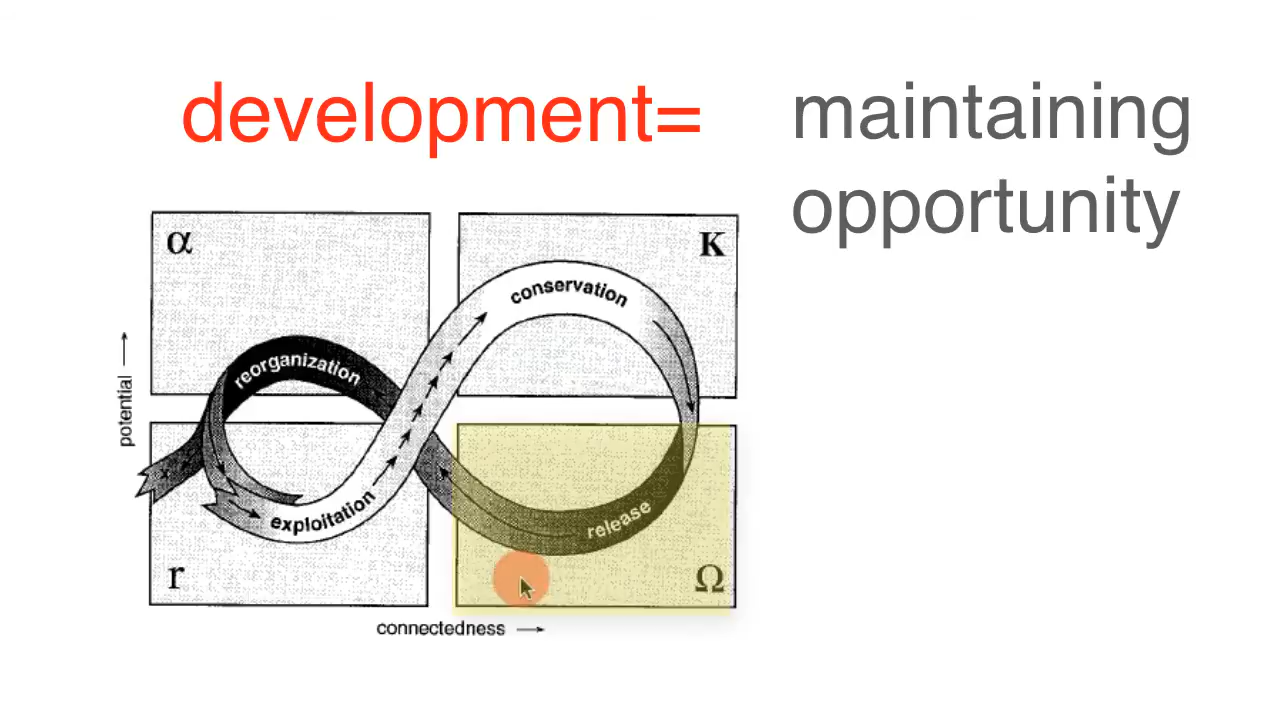 development=
maintaining
opportunity
α
K
conservation
reorganization
potential
exploitation
release
r
Ω
connectedness